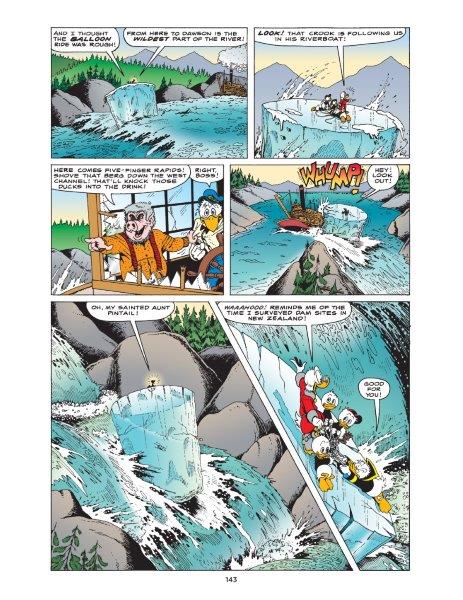 AND I THOUGHT
THE BALLOON
RIDE WAS ROUGH!
FROM HERE TO DAWSON IS THE
WILDEST PART OF THE RIVER!
LOOK! THAT CROOK IS FOLLOWING US
IN HIS RIVERBOAT!
HERE COMES FIVE-FINGER RAPIDS!
SHOVE THAT BERG DOWN THE WEST
CHANNEL! THAT'LL KNOCK THOSE
DUCKS INTO THE DRINK!
RIGHT,
BOSS!
WHUMP!
HEY!
LOOK
OUT!
OH, MY SAINTED AUNT
PINTAIL!
WAAAHOOO! REMINDS ME OF THE
TIME I SURVEYED DAM SITES IN
NEW ZEALAND!
GOOD
FOR
YOU!
143